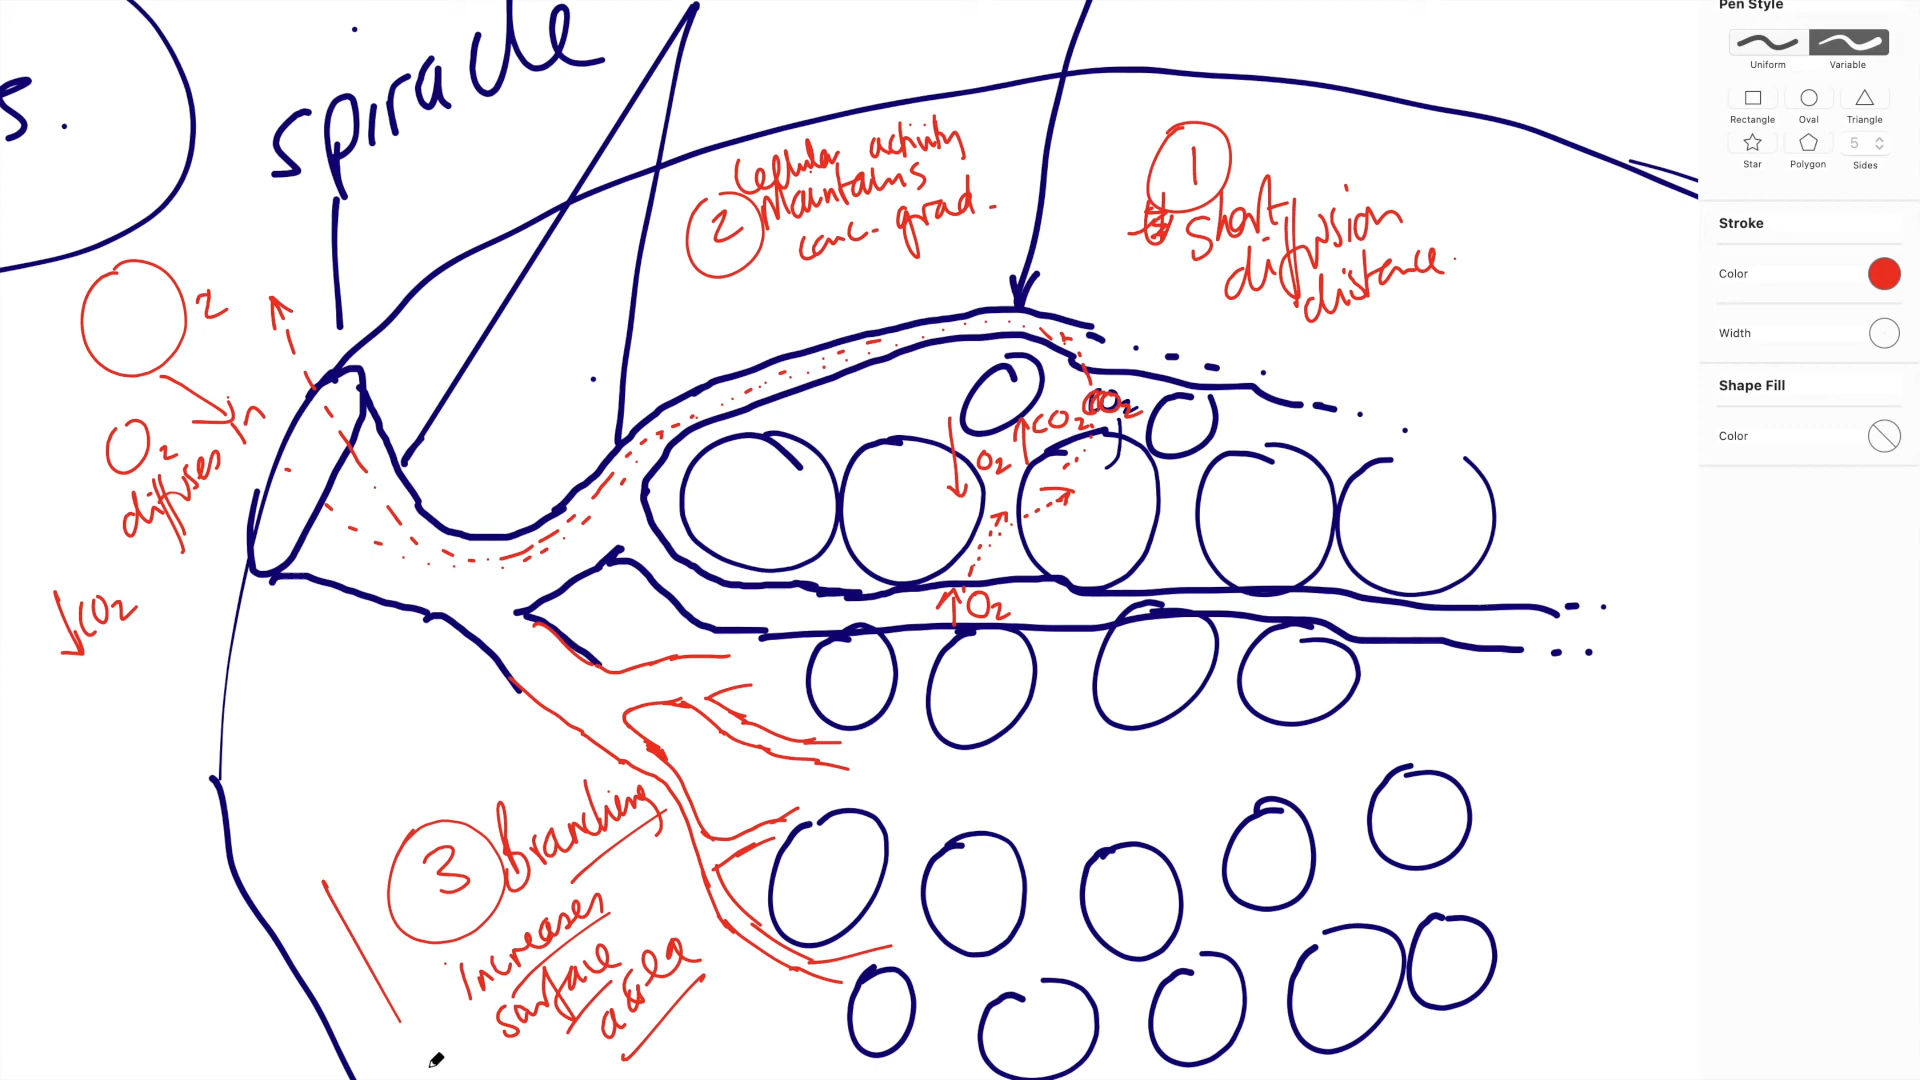 s.
spiracle
2
Cellular activity
Maintains
conc. grad.
1
short
diffusion
distance.
2
O2
diffuses
in
CO2
CO2
CO2
O2
O2
3 Branching
increases
surface
area
Pen Style
Uniform
Variable
Rectangle
Oval
Triangle
Star
Polygon
5
Sides
Stroke
Color
Width
Shape Fill
Color